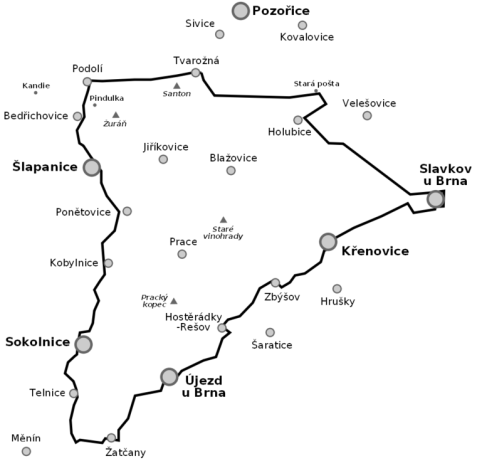 Pozořice
Sivice
Kovalovice
Tvarožná
Podolí
Kandie
Pindulka
Santon
Stará pošta
Velešovice
Bedřichovice
Žuráň
Holubice
Jiříkovice
Blažovice
Šlapanice
Slavkov
u Brna
Ponětovice
Staré
vinohrady
Prace
Křenovice
Kobylnice
Zbýšov
Hrušky
Pracký
kopec
Hostěrádky
-Rešov
Sokolnice
Šaratice
Telnice
Újezd
u Brna
Měnín
Žatčany